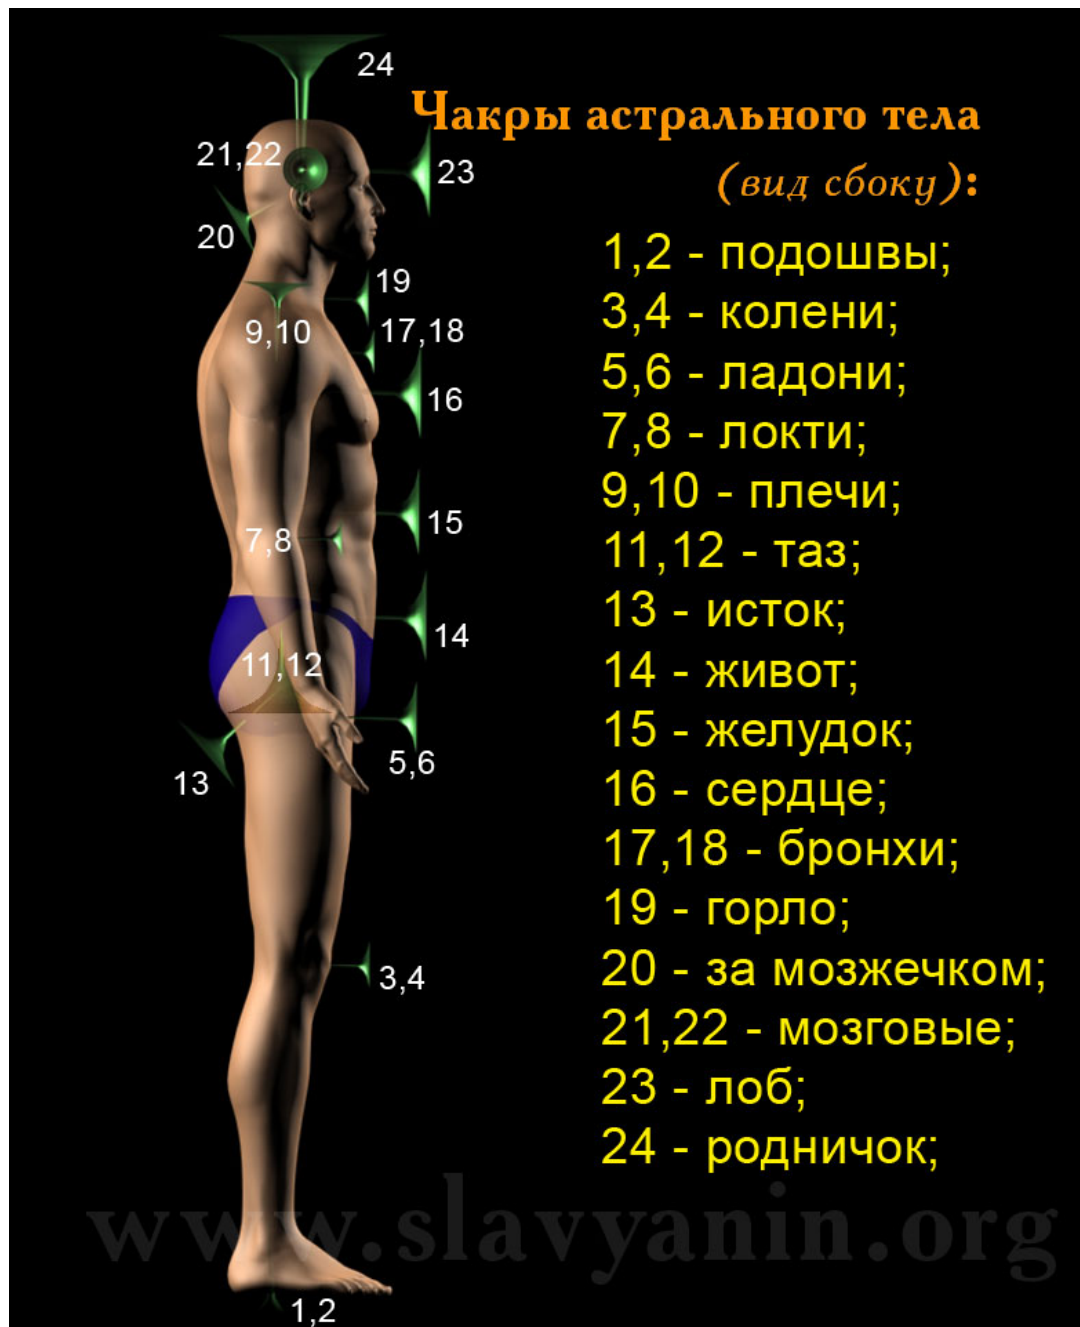 24
Чакры астрального тела
21,22
23
(вид сбоку):
20
1,2 - подошвы;
19
3,4 - колени;
9,10
17,18
5,6 - ладони;
16
7,8 - локти;
9,10 - плечи;
15
7,8
11,12 - таз;
13 - исток;
14
11,12
14 - живот;
15 - желудок;
5,6
13
16 - сердце;
17,18 - бронхи;
19 - горло;
20 - за мозжечком;
3,4
21,22 - мозговые;
23 - лоб;
24 - родничок;
www.slavyanin.org
1,2